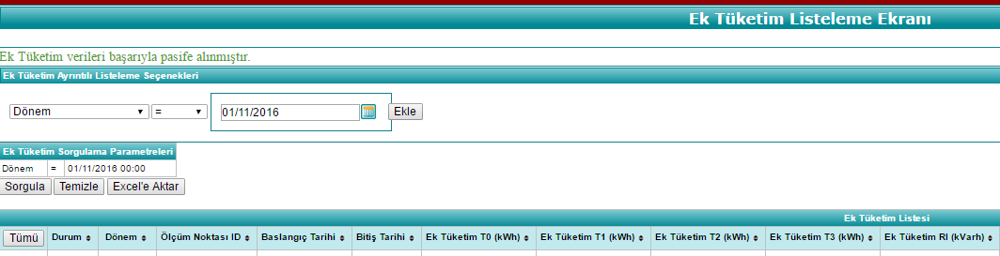 Ek Tüketim Listeleme Ekranı
Ek Tüketim verileri başarıyla pasife alınmıştır.
Ek Tüketim Ayrıntılı Listeleme Seçenekleri
Dönem = 01/11/2016 Ekle
Ek Tüketim Sorgulama Parametreleri
Dönem = 01/11/2016 00:00
Sorgula Temizle Excel'e Aktar
Ek Tüketim Listesi
Tümü Durum Dönem Ölçüm Noktası ID Baslangıç Tarihi Bitiş Tarihi Ek Tüketim T0 (kWh) Ek Tüketim T1 (kWh) Ek Tüketim T2 (kWh) Ek Tüketim T3 (kWh) Ek Tüketim RI (kVarh)